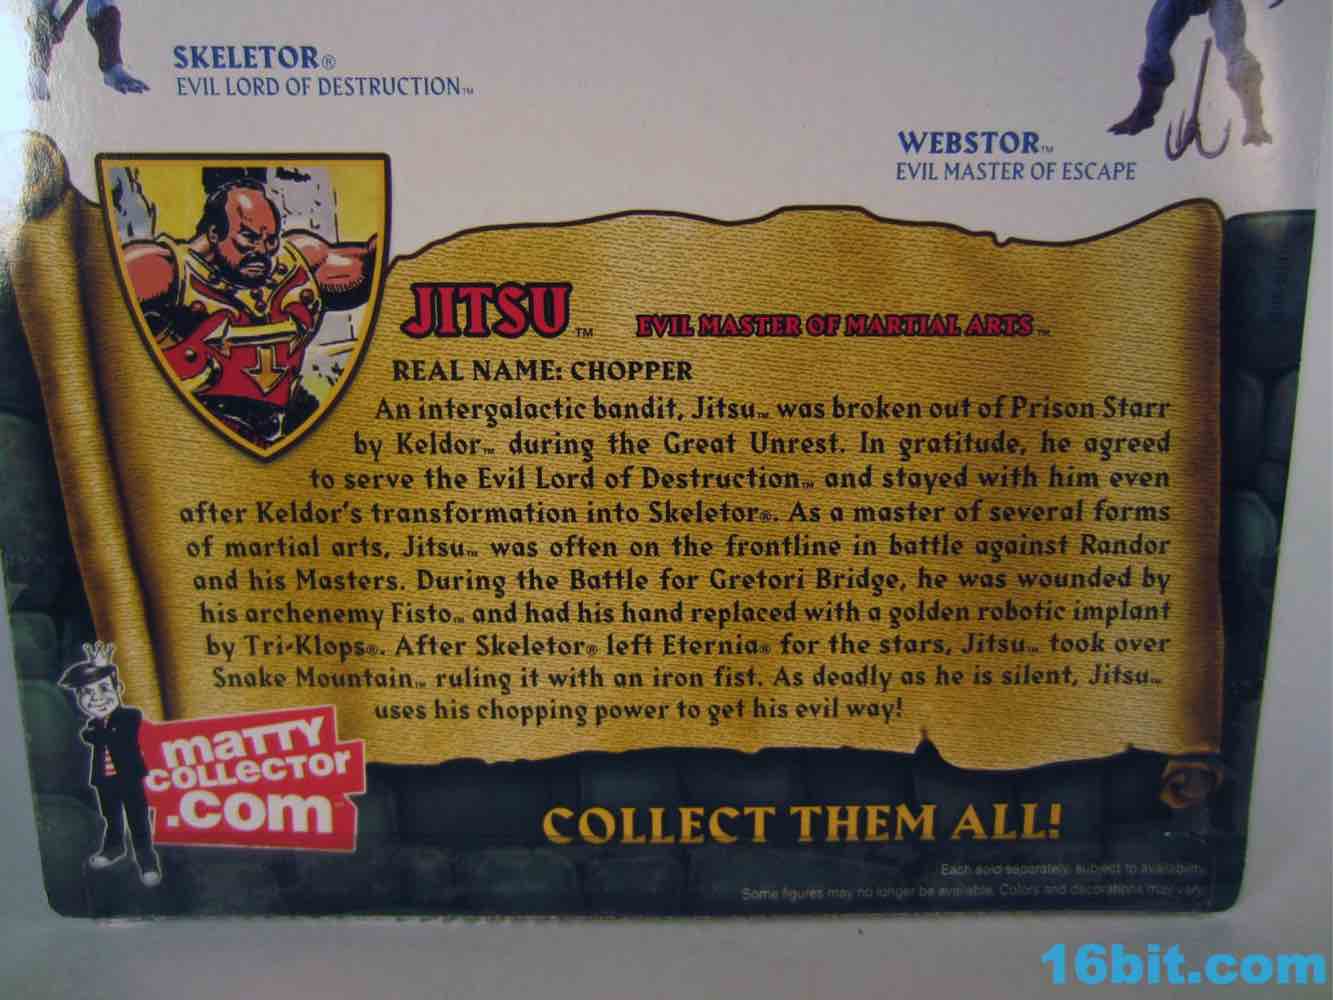 SKELETOR®
EVIL LORD OF DESTRUCTION™
WEBSTOR™
EVIL MASTER OF ESCAPE
JITSU™ EVIL MASTER OF MARTIAL ARTS™
REAL NAME: CHOPPER
An intergalactic bandit, Jitsu™ was broken out of Prison Starr
by Keldor™ during the Great Unrest. In gratitude, he agreed
to serve the Evil Lord of Destruction™ and stayed with him even
after Keldor's transformation into Skeletor®. As a master of several forms
of martial arts, Jitsu™ was often on the frontline in battle against Randor
and his Masters. During the Battle for Gretori Bridge, he was wounded by
his archenemy Fisto™ and had his hand replaced with a golden robotic implant
by Tri-Klops®. After Skeletor® left Eternia® for the stars, Jitsu™ took over
Snake Mountain™ ruling it with an iron fist. As deadly as he is silent, Jitsu™
uses his chopping power to get his evil way!
maTTY
COLLecTor
.com™
COLLECT THEM ALL!
Each sold separately, subject to availability.
Some figures may no longer be available. Colors and decorations may vary.
16bit.com